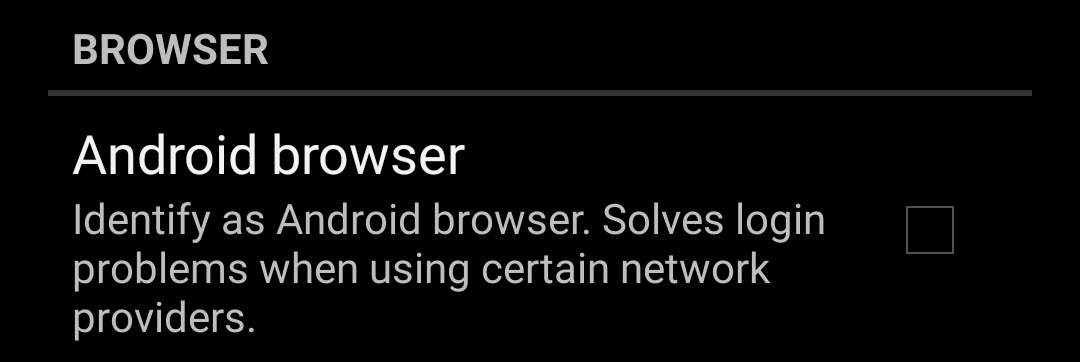 BROWSER
Android browser
Identify as Android browser. Solves login
problems when using certain network
providers.